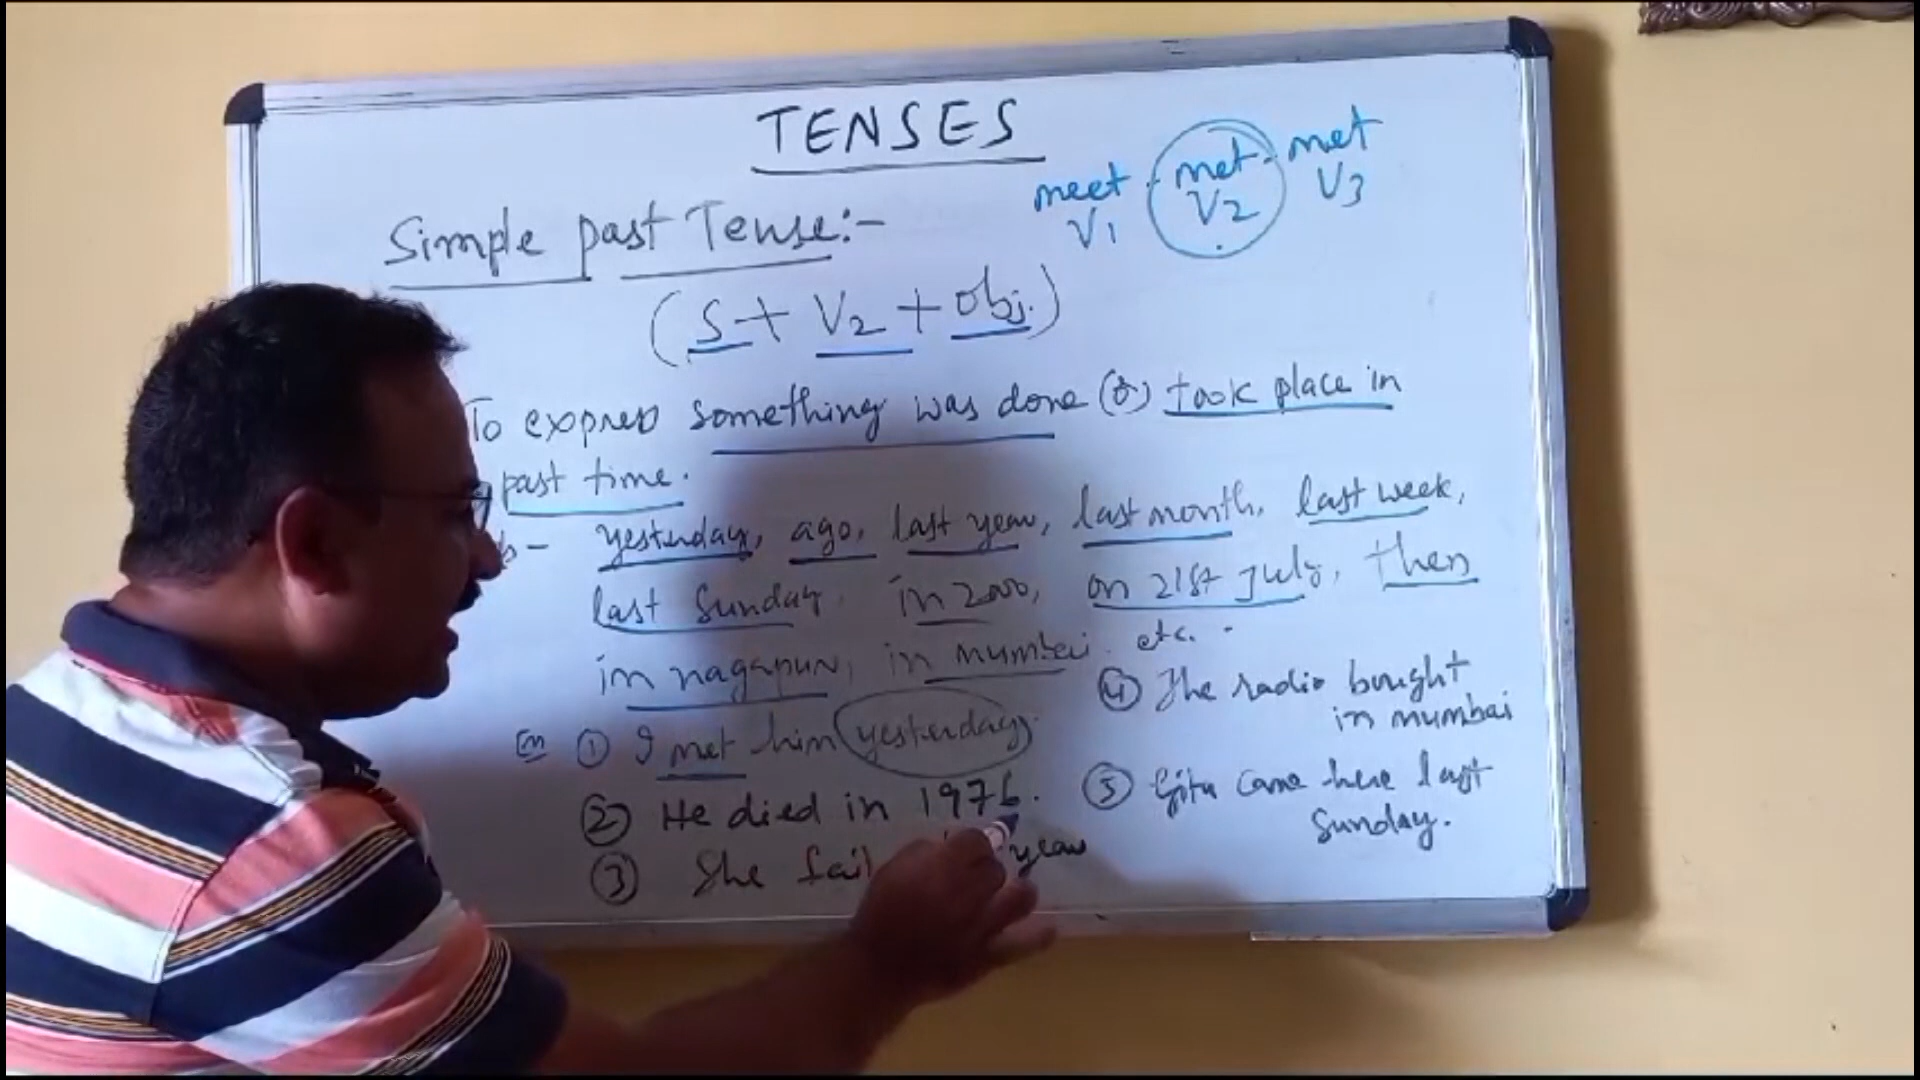 TENSES
meet - met - met
V1 V2 V3
Simple past Tense:-
(S + V2 + Obj.)
To express something was done (or) took place in
past time.
yesterday, ago, last year, last month, last week,
last Sunday, in 2000, on 21st July, then
in nagapur, in mumbai. etc.
Ex ① I met him yesterday.
② He died in 1976.
③ She fail year
④ The radio bought
in mumbai
⑤ Gita came here last
Sunday.